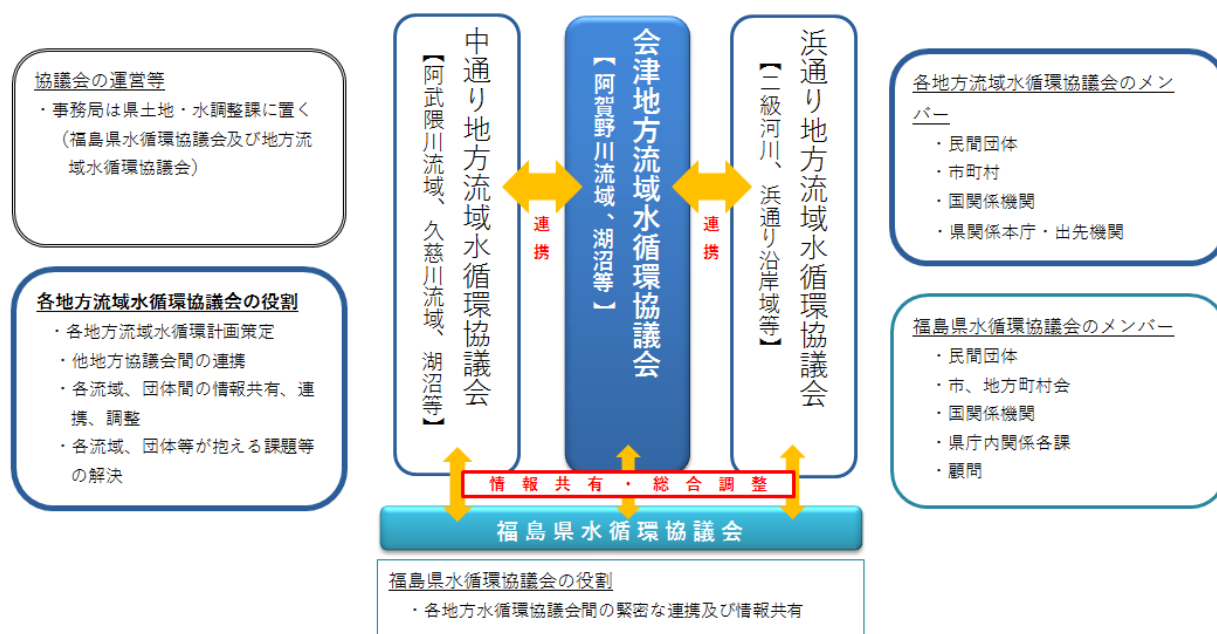 協議会の運営等
・事務局は県土地・水調整課に置く
（福島県水循環協議会及び地方流
域水循環協議会）
各地方流域水循環協議会の役割
・各地方流域水循環計画策定
・他地方協議会間の連携
・各流域、団体間の情報共有、連
携、調整
・各流域、団体等が抱える課題等
の解決
中通り地方流域水循環協議会
【阿武隈川流域、久慈川流域、湖沼等】
連携
会津地方流域水循環協議会
【阿賀野川流域、湖沼等】
連携
浜通り地方流域水循環協議会
【二級河川、浜通り沿岸域等】
情報共有・総合調整
福島県水循環協議会
福島県水循環協議会の役割
・各地方水循環協議会間の緊密な連携及び情報共有
各地方流域水循環協議会のメン
バー
・民間団体
・市町村
・国関係機関
・県関係本庁・出先機関
福島県水循環協議会のメンバー
・民間団体
・市、地方町村会
・国関係機関
・県庁内関係各課
・顧問